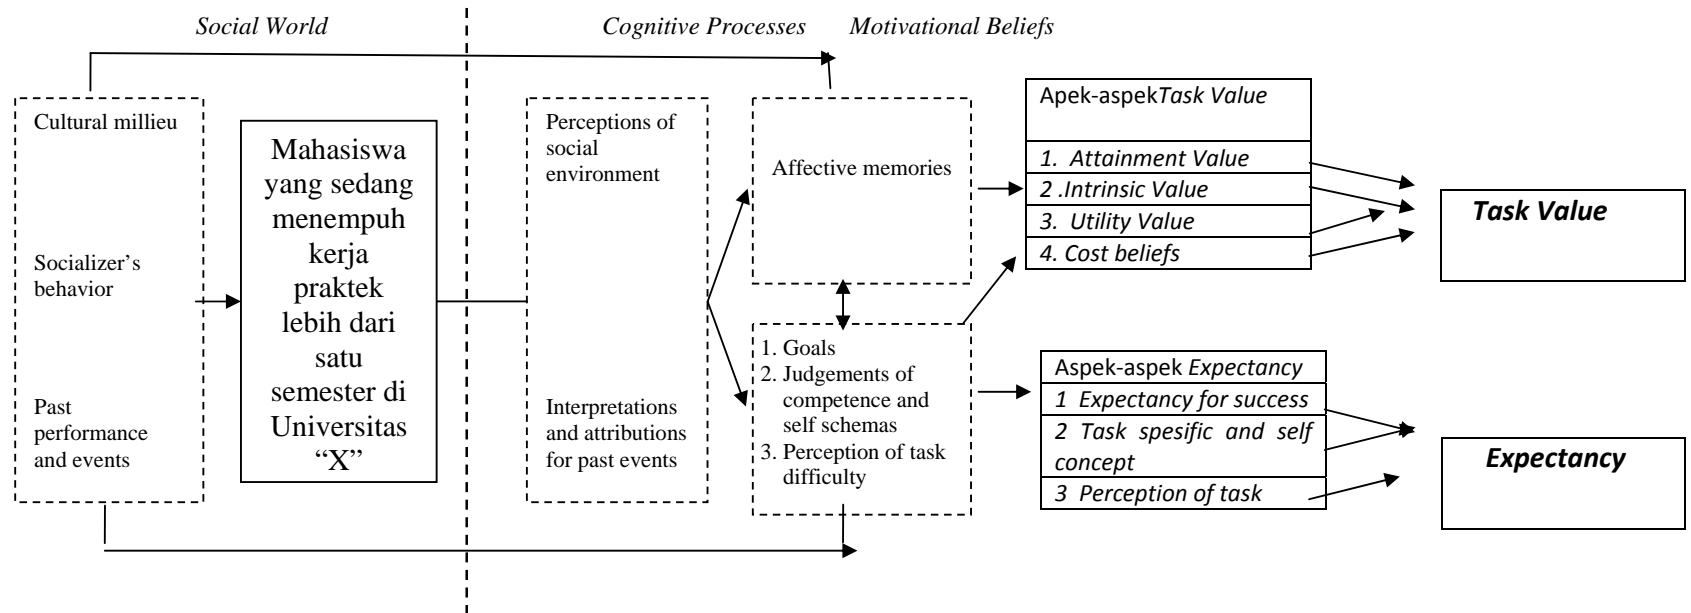 Social World
Cognitive Processes
Motivational Beliefs
Cultural millieu
Socializer’s
behavior
Past
performance
and events
Mahasiswa
yang sedang
menempuh
kerja
praktek
lebih dari
satu
semester di
Universitas
“X”
Perceptions of
social
environment
Interpretations
and attributions
for past events
Affective memories
1. Goals
2. Judgements of
competence and
self schemas
3. Perception of task
difficulty
Apek-aspekTask Value
1. Attainment Value
2 .Intrinsic Value
3. Utility Value
4. Cost beliefs
Aspek-aspek Expectancy
1 Expectancy for success
2 Task spesific and self
concept
3 Perception of task
Task Value
Expectancy